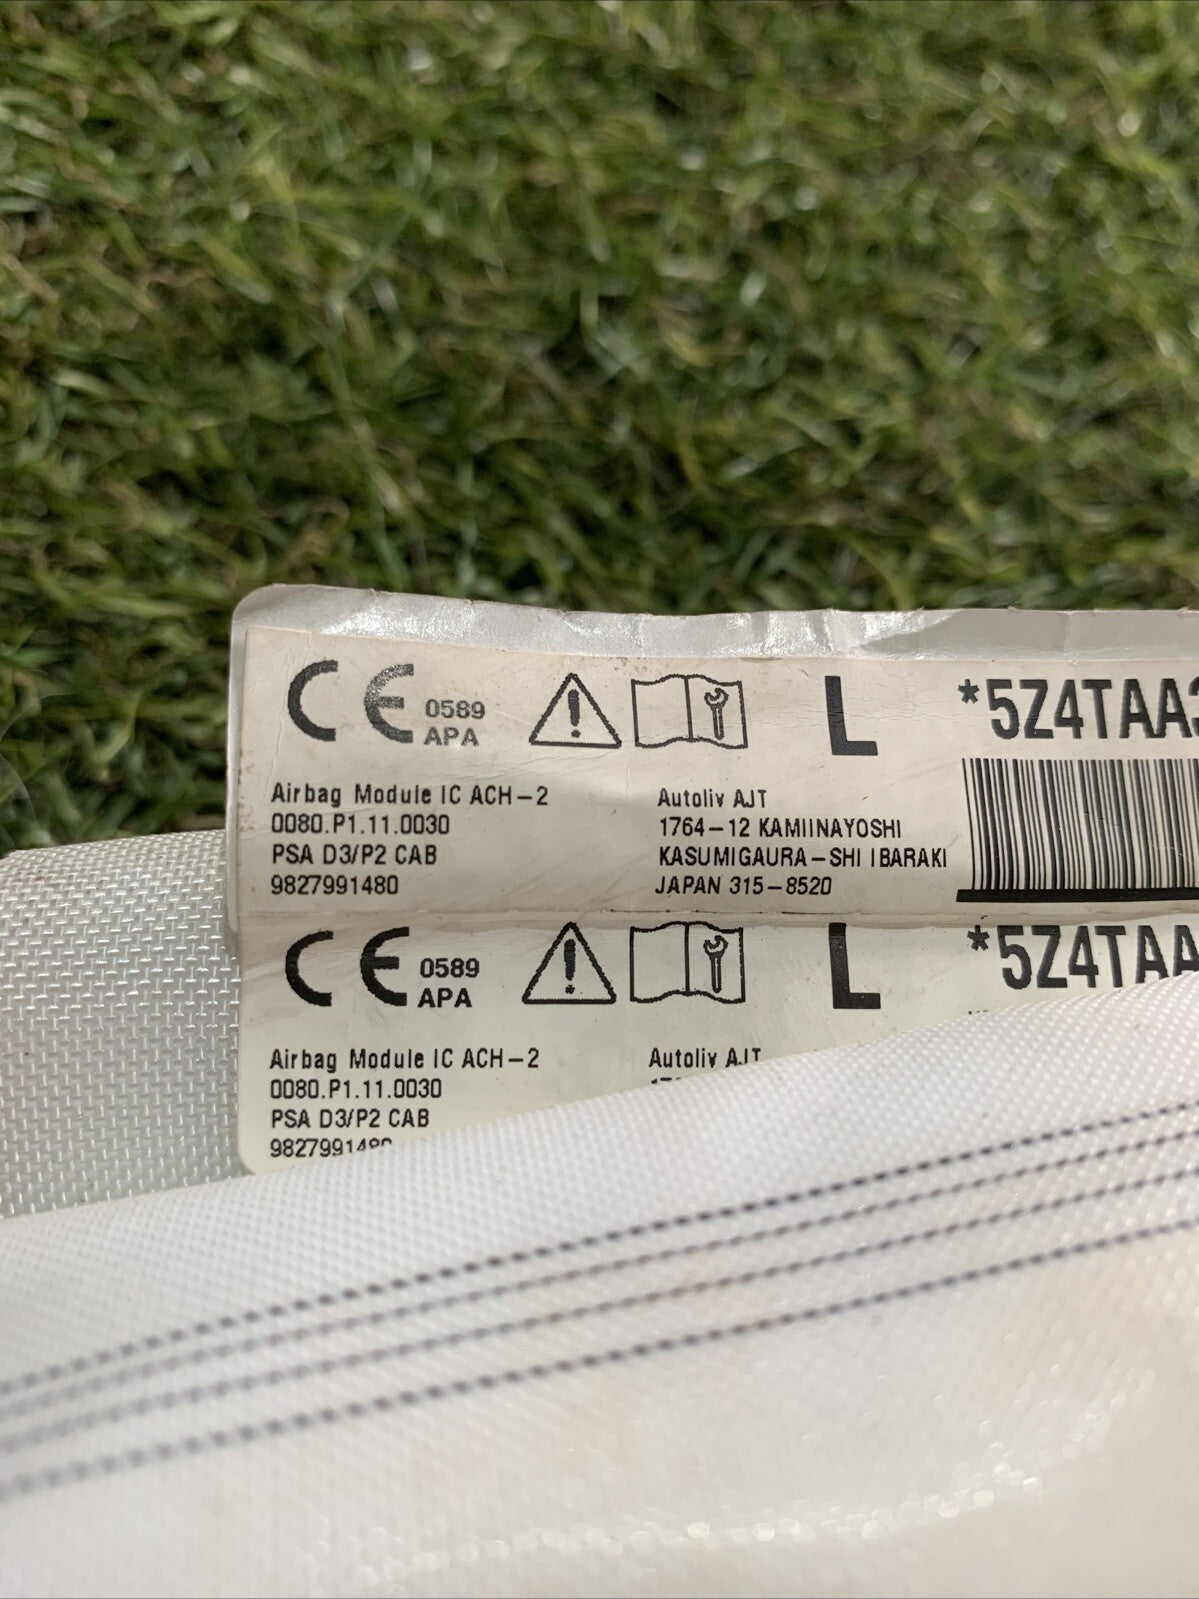 CE 0589 APA L *5Z4TAA
Airbag Module IC ACH-2
0080.P1.11.0030
PSA D3/P2 CAB
9827991480
Autoliv AJT
1764-12 KAMIINAYOSHI
KASUMIGAURA-SHI IBARAKI
JAPAN 315-8520
CE 0589 APA L *5Z4TAA
Airbag Module IC ACH-2
0080.P1.11.0030
PSA D3/P2 CAB
9827991480
Autoliv AJT